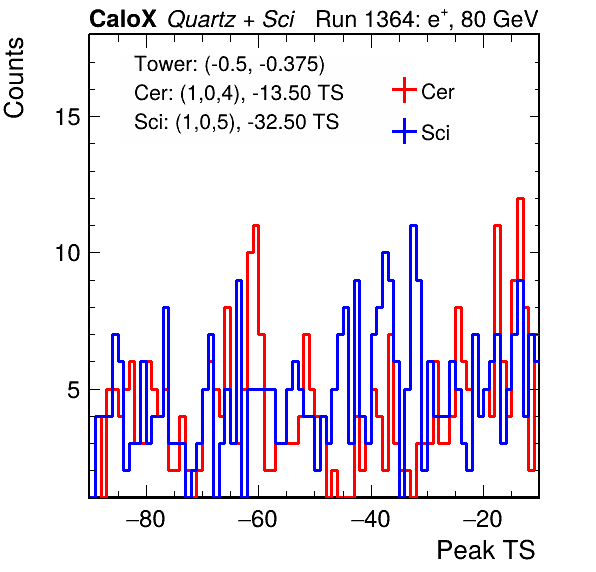 CaloX Quartz + Sci Run 1364: e+, 80 GeV
Counts
Tower: (-0.5, -0.375)
Cer: (1,0,4), -13.50 TS
Sci: (1,0,5), -32.50 TS
Cer
Sci
15
10
5
−80 −60 −40 −20
Peak TS